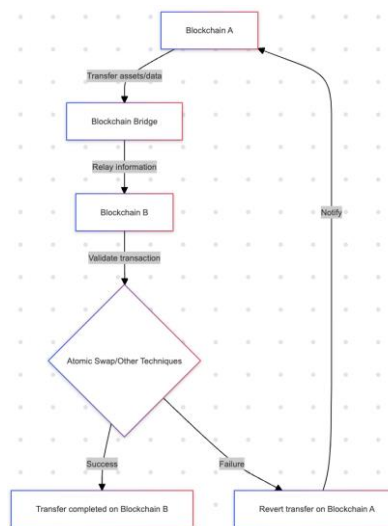 Blockchain A
Transfer assets/data
Blockchain Bridge
Relay information
Blockchain B
Notify
Validate transaction
Atomic Swap/Other Techniques
Success
Failure
Transfer completed on Blockchain B
Revert transfer on Blockchain A